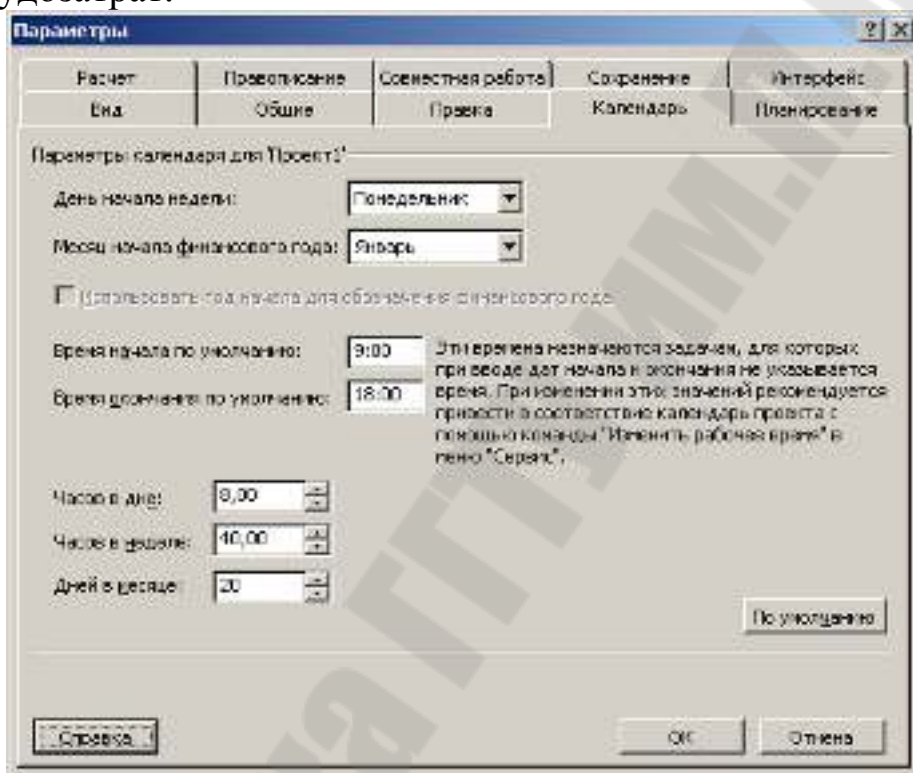 удозатрат.
Параметры
Расчет Правописание Совместная работа Сохранение Интерфейс
Вид Общие Правка Календарь Планирование
Параметры календаря для 'Проект1'
День начала недели: Понедельник
Месяц начала финансового года: Январь
Использовать год начала для обозначения финансового года
Время начала по умолчанию: 9:00
Время окончания по умолчанию: 18:00
Эти времена назначаются задачам, для которых
при вводе дат начала и окончания не указывается
время. При изменении этих значений рекомендуется
привести в соответствие календарь проекта с
помощью команды "Изменить рабочее время" в
меню "Сервис".
Часов в дне: 8,00
Часов в неделе: 40,00
Дней в месяце: 20
По умолчанию
Справка ОК Отмена